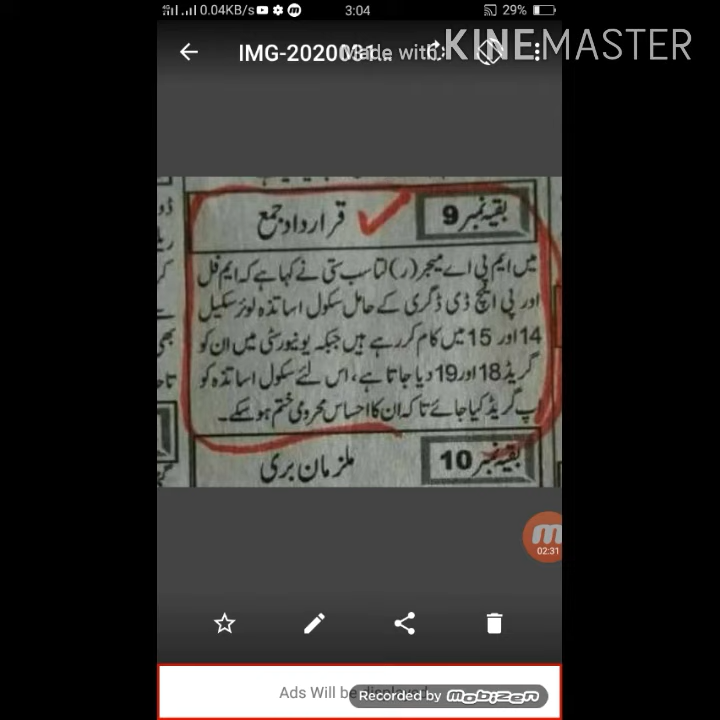 0.04KB/s 3:04 29%
IMG-2020031...
Made with
KINEMASTER
بقیہ نمبر 9
قرارداد جمع
میں ایم پی اے میجر (ر) لتاسب ستی نے کہا ہے کہ ایم فل
اور پی ایچ ڈی ڈگری کے حامل سکول اساتذہ لوئر سکیل
14 اور 15 میں کام کر رہے ہیں جبکہ یونیورسٹی میں ان کو
گریڈ 18 اور 19 دیا جاتا ہے، اس لئے سکول اساتذہ کو
اپ گریڈ کیا جائے تاکہ ان کا احساس محرومی ختم ہو سکے۔
بقیہ نمبر 10
ملزمان بری
02:31
Ads Will be
Recorded by mobizen